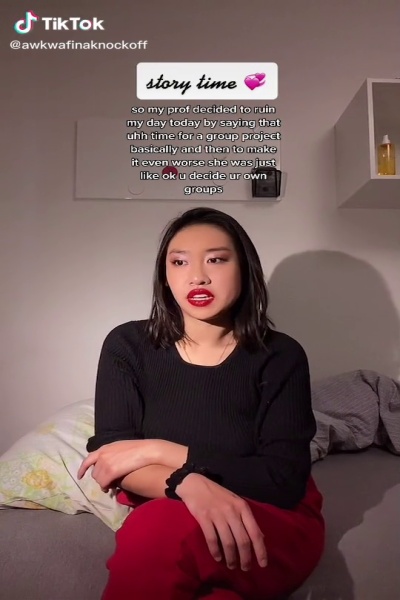 TikTok
@awkwafinaknockoff
story time 💞
so my prof decided to ruin
my day today by saying that
uhh time for a group project
basically and then to make
it even worse she was just
like ok u decide ur own
groups